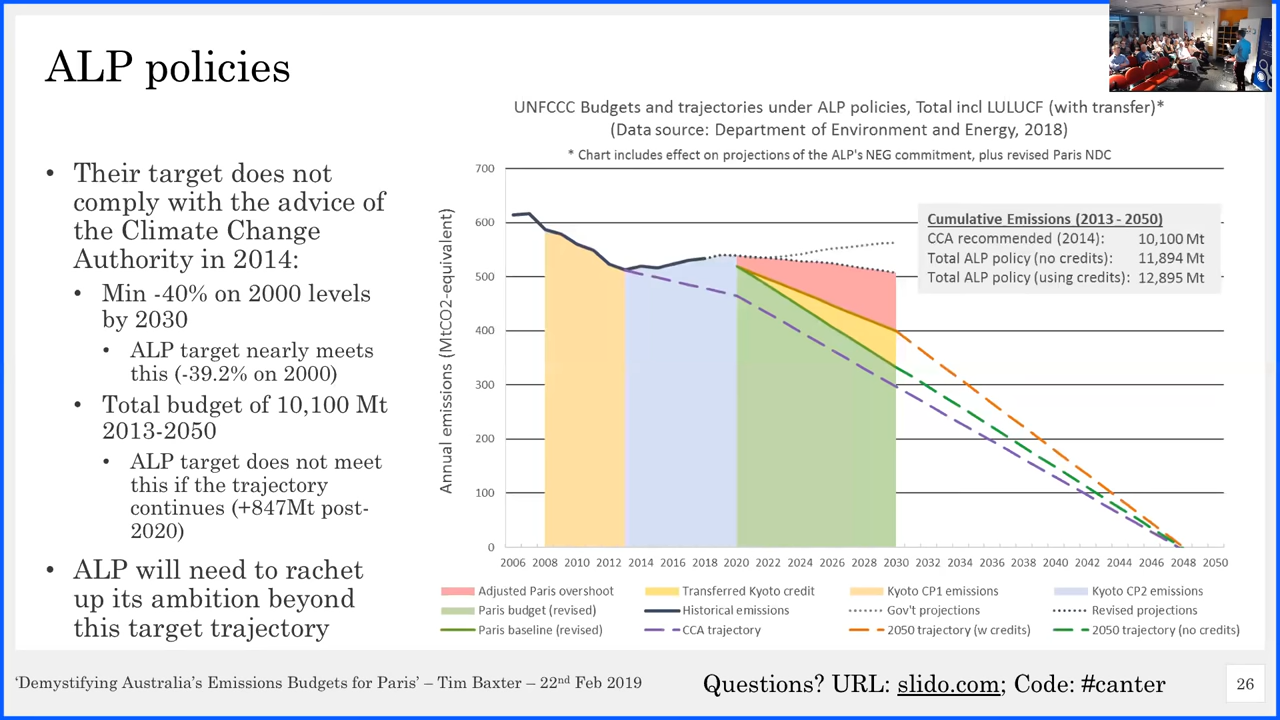 ALP policies
• Their target does not
comply with the advice of
the Climate Change
Authority in 2014:
• Min -40% on 2000 levels
by 2030
• ALP target nearly meets
this (-39.2% on 2000)
• Total budget of 10,100 Mt
2013-2050
• ALP target does not meet
this if the trajectory
continues (+847Mt post-
2020)
• ALP will need to rachet
up its ambition beyond
this target trajectory
UNFCCC Budgets and trajectories under ALP policies, Total incl LULUCF (with transfer)*
(Data source: Department of Environment and Energy, 2018)
* Chart includes effect on projections of the ALP's NEG commitment, plus revised Paris NDC
Annual emissions (MtCO2-equivalent)
700
600
500
400
300
200
100
0
Cumulative Emissions (2013 - 2050)
CCA recommended (2014): 10,100 Mt
Total ALP policy (no credits): 11,894 Mt
Total ALP policy (using credits): 12,895 Mt
2006 2008 2010 2012 2014 2016 2018 2020 2022 2024 2026 2028 2030 2032 2034 2036 2038 2040 2042 2044 2046 2048 2050
Adjusted Paris overshoot Transferred Kyoto credit Kyoto CP1 emissions Kyoto CP2 emissions
Paris budget (revised) Historical emissions Gov't projections Revised projections
Paris baseline (revised) CCA trajectory 2050 trajectory (w credits) 2050 trajectory (no credits)
'Demystifying Australia's Emissions Budgets for Paris' – Tim Baxter – 22nd Feb 2019
Questions? URL: slido.com; Code: #canter
26